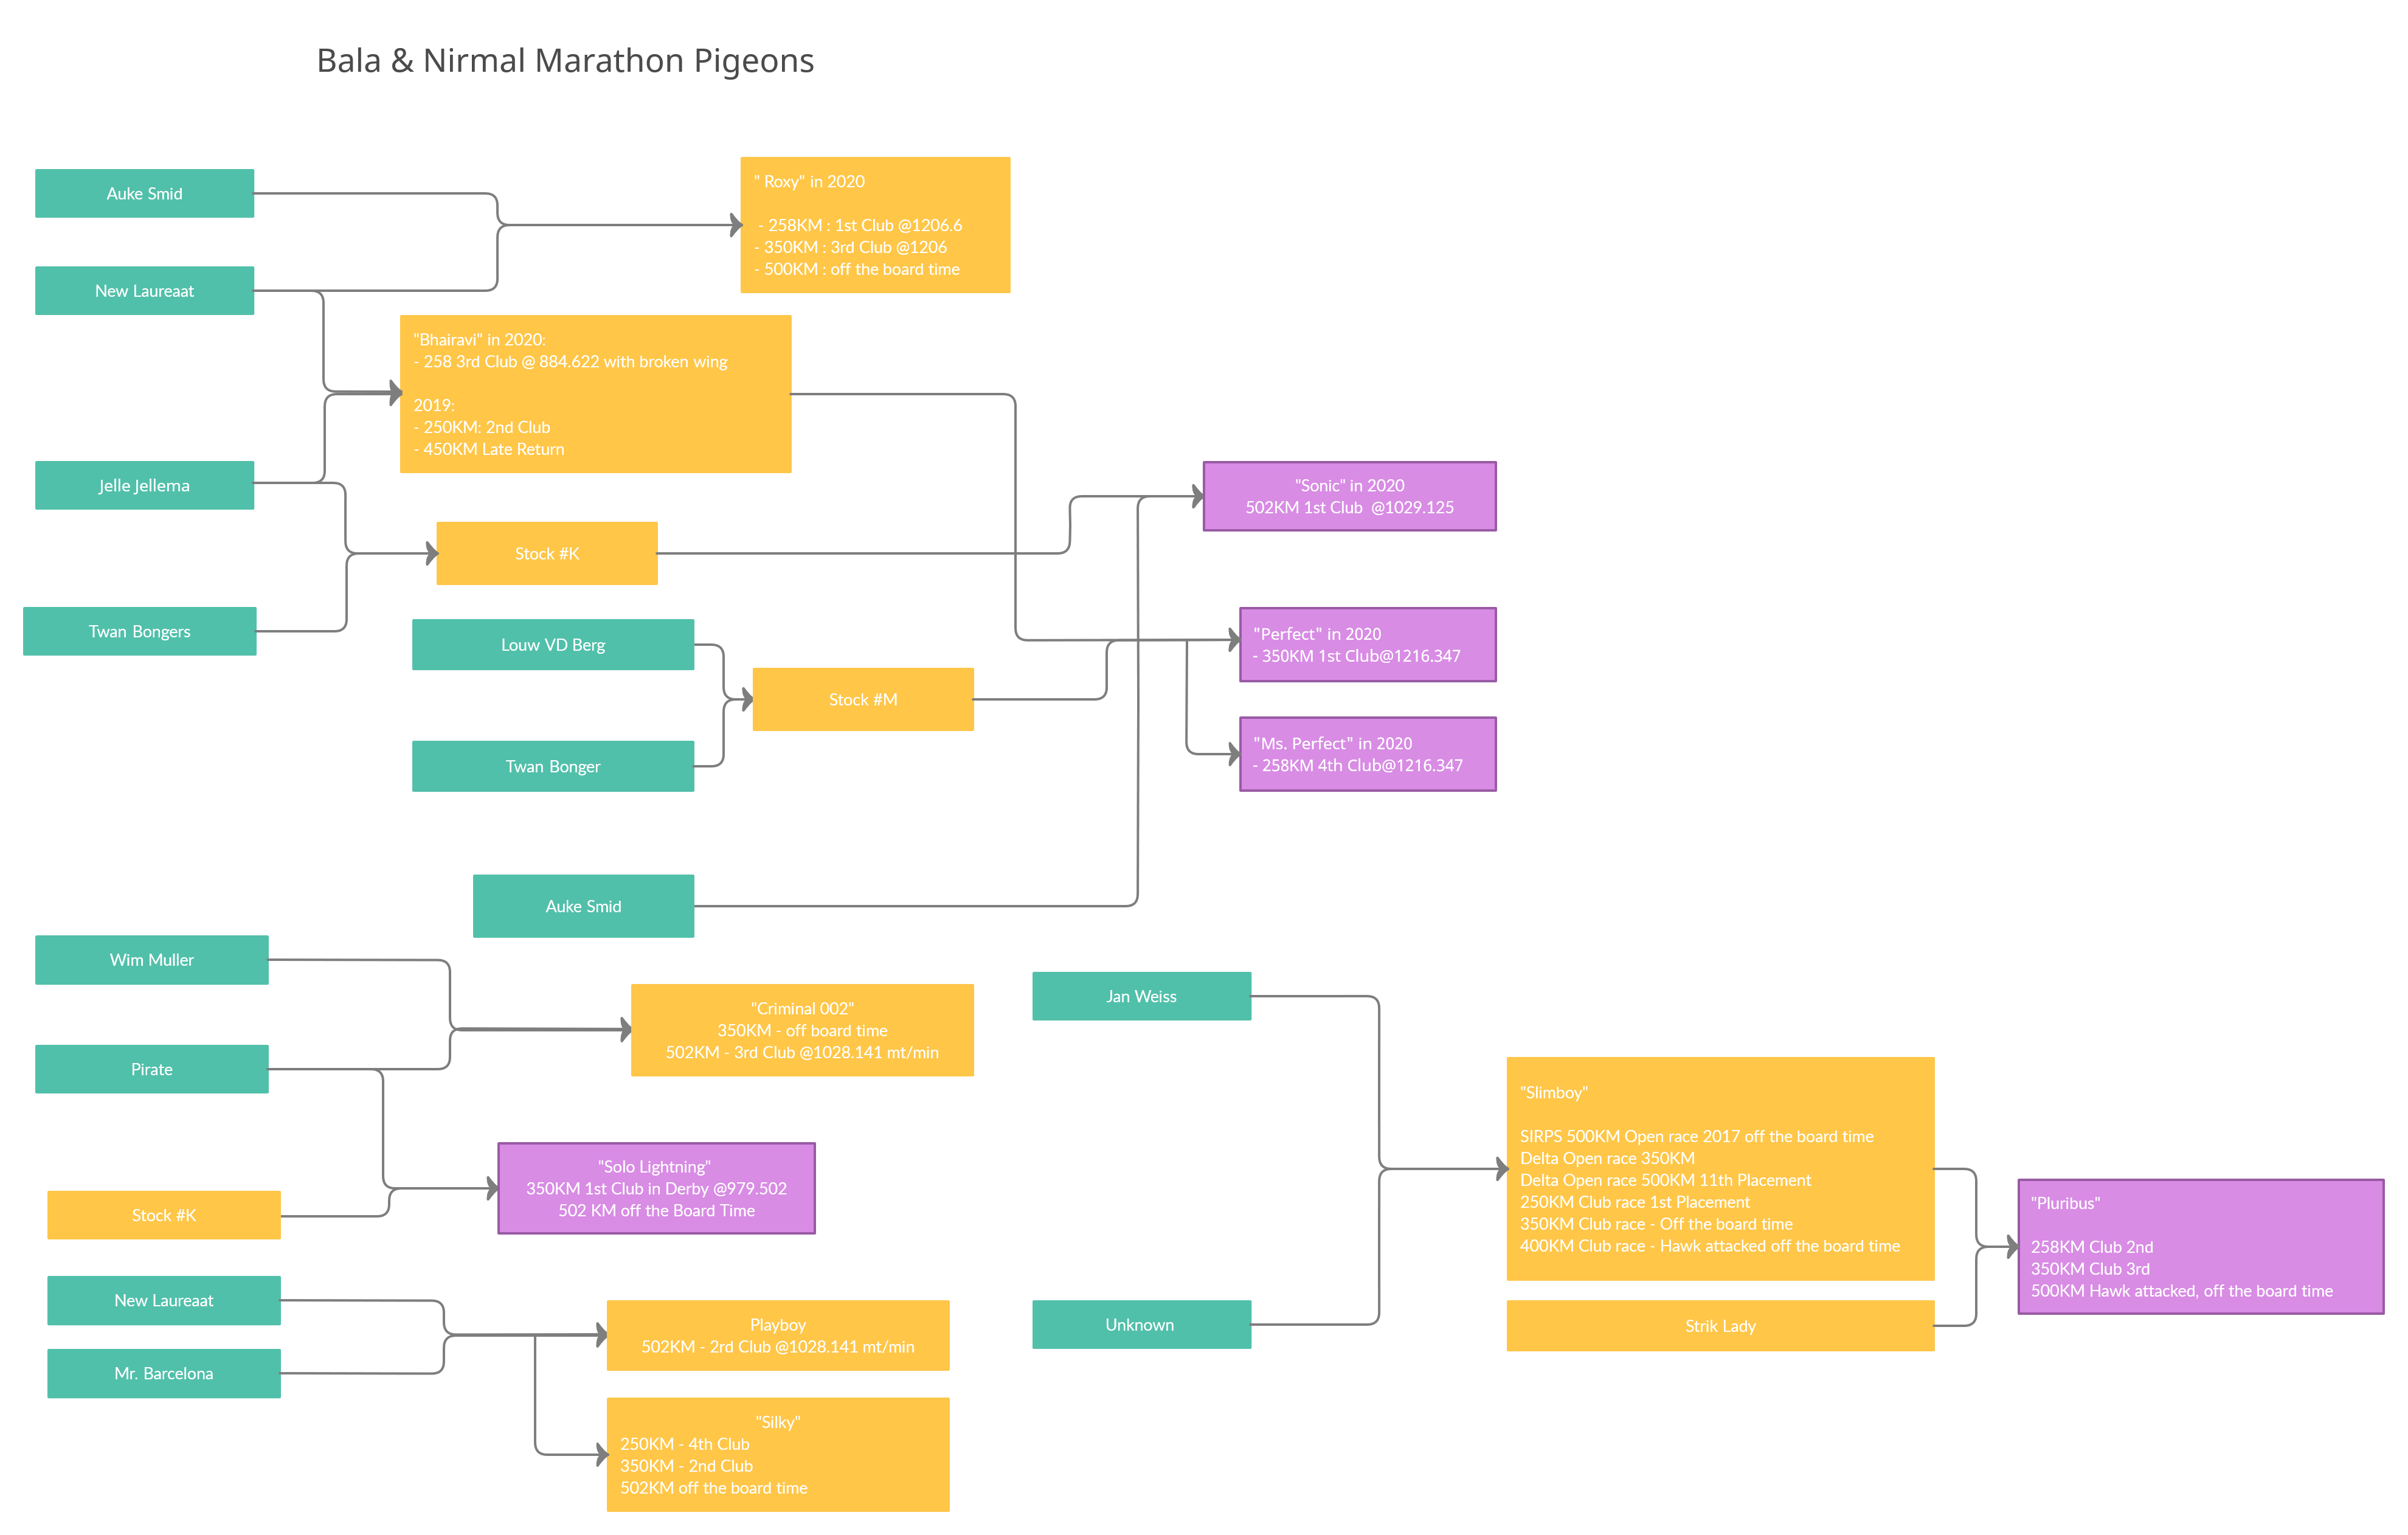 Bala & Nirmal Marathon Pigeons
Auke Smid
New Laureaat
" Roxy" in 2020
- 258KM : 1st Club @1206.6
- 350KM : 3rd Club @1206
- 500KM : off the board time
"Bhairavi" in 2020:
- 258 3rd Club @ 884.622 with broken wing
2019:
- 250KM: 2nd Club
- 450KM Late Return
Jelle Jellema
Stock #K
Twan Bongers
"Sonic" in 2020
502KM 1st Club  @1029.125
Louw VD Berg
Stock #M
Twan Bonger
"Perfect" in 2020
- 350KM 1st Club@1216.347
"Ms. Perfect" in 2020
- 258KM 4th Club@1216.347
Auke Smid
Wim Muller
Pirate
"Criminal 002"
350KM - off board time
502KM - 3rd Club @1028.141 mt/min
Stock #K
"Solo Lightning"
350KM 1st Club in Derby @979.502
502 KM off the Board Time
New Laureaat
Mr. Barcelona
Playboy
502KM - 2rd Club @1028.141 mt/min
"Silky"
250KM - 4th Club
350KM - 2nd Club
502KM off the board time
Jan Weiss
Unknown
"Slimboy"
SIRPS 500KM Open race 2017 off the board time
Delta Open race 350KM
Delta Open race 500KM 11th Placement
250KM Club race 1st Placement
350KM Club race - Off the board time
400KM Club race - Hawk attacked off the board time
Strik Lady
"Pluribus"
258KM Club 2nd
350KM Club 3rd
500KM Hawk attacked, off the board time